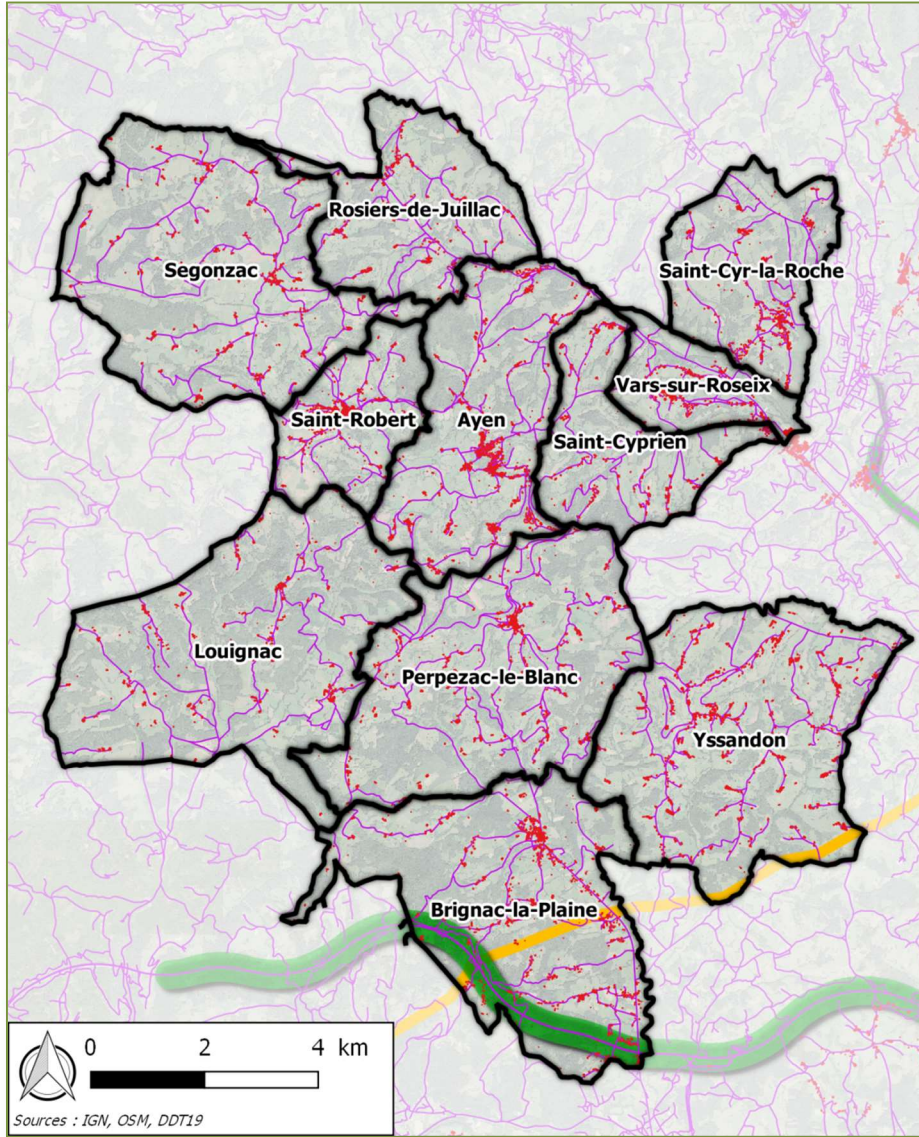 Rosiers-de-Juillac
Segonzac
Saint-Cyr-la-Roche
Vars-sur-Roseix
Saint-Robert
Ayen
Saint-Cyprien
Louignac
Perpezac-le-Blanc
Yssandon
Brignac-la-Plaine
0 2 4 km
Sources : IGN, OSM, DDT19